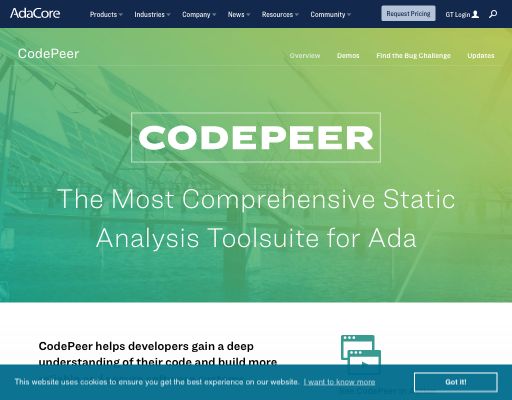 AdaCore Products Industries Company News Resources Community Request Pricing GT Login
CodePeer Overview Demos Find the Bug Challenge Updates
CODEPEER
The Most Comprehensive Static
Analysis Toolsuite for Ada
CodePeer helps developers gain a deep
understanding of their code and build more
This website uses cookies to ensure you get the best experience on our website. I want to know more Got it!